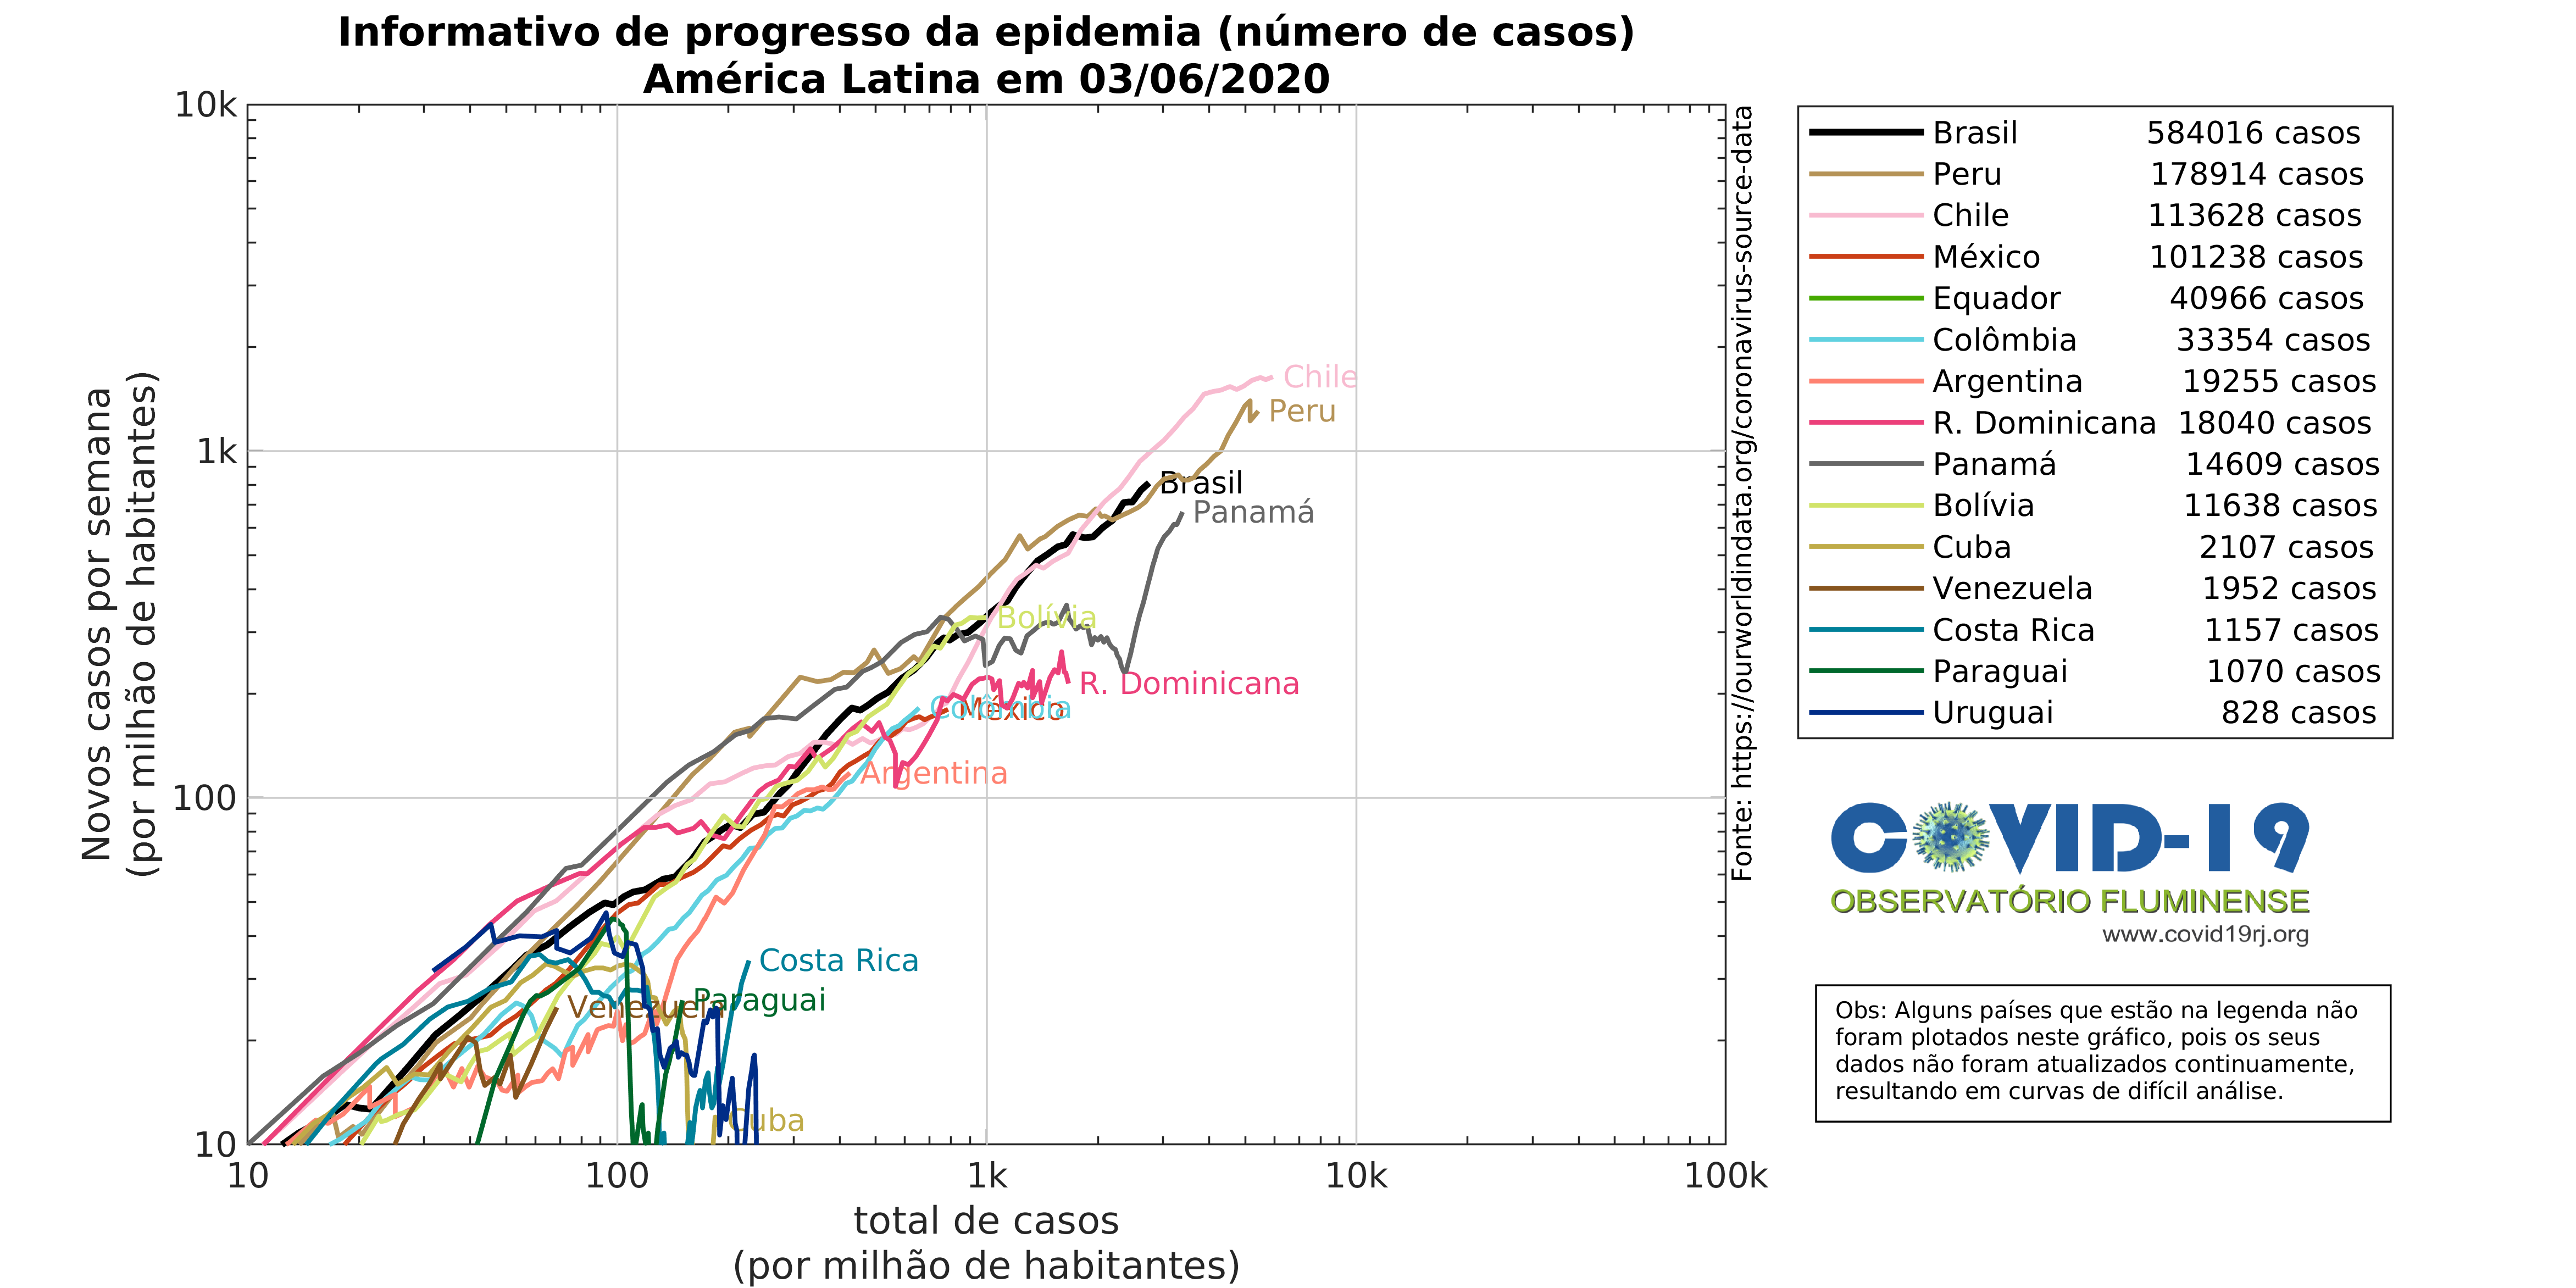 Informativo de progresso da epidemia (número de casos)
América Latina em 03/06/2020
10k
1k
100
10
Novos casos por semana
(por milhão de habitantes)
10
100
1k
10k
100k
total de casos
(por milhão de habitantes)
Chile
Peru
Brasil
Panamá
Bolívia
R. Dominicana
Colômbia
México
Argentina
Costa Rica
Venezuela
Paraguai
Cuba
Fonte: https://ourworldindata.org/coronavirus-source-data
Brasil 584016 casos
Peru 178914 casos
Chile 113628 casos
México 101238 casos
Equador 40966 casos
Colômbia 33354 casos
Argentina 19255 casos
R. Dominicana 18040 casos
Panamá 14609 casos
Bolívia 11638 casos
Cuba 2107 casos
Venezuela 1952 casos
Costa Rica 1157 casos
Paraguai 1070 casos
Uruguai 828 casos
COVID-19
OBSERVATÓRIO FLUMINENSE
www.covid19rj.org
Obs: Alguns países que estão na legenda não
foram plotados neste gráfico, pois os seus
dados não foram atualizados continuamente,
resultando em curvas de difícil análise.